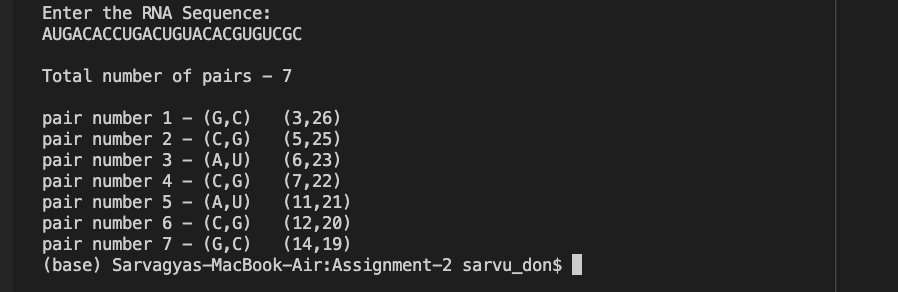 Enter the RNA Sequence:
AUGACACCUGACUGUACACGUGUCGC
Total number of pairs – 7
pair number 1 – (G,C) (3,26)
pair number 2 – (C,G) (5,25)
pair number 3 – (A,U) (6,23)
pair number 4 – (C,G) (7,22)
pair number 5 – (A,U) (11,21)
pair number 6 – (C,G) (12,20)
pair number 7 – (G,C) (14,19)
(base) Sarvagyas-MacBook-Air:Assignment-2 sarvu_don$